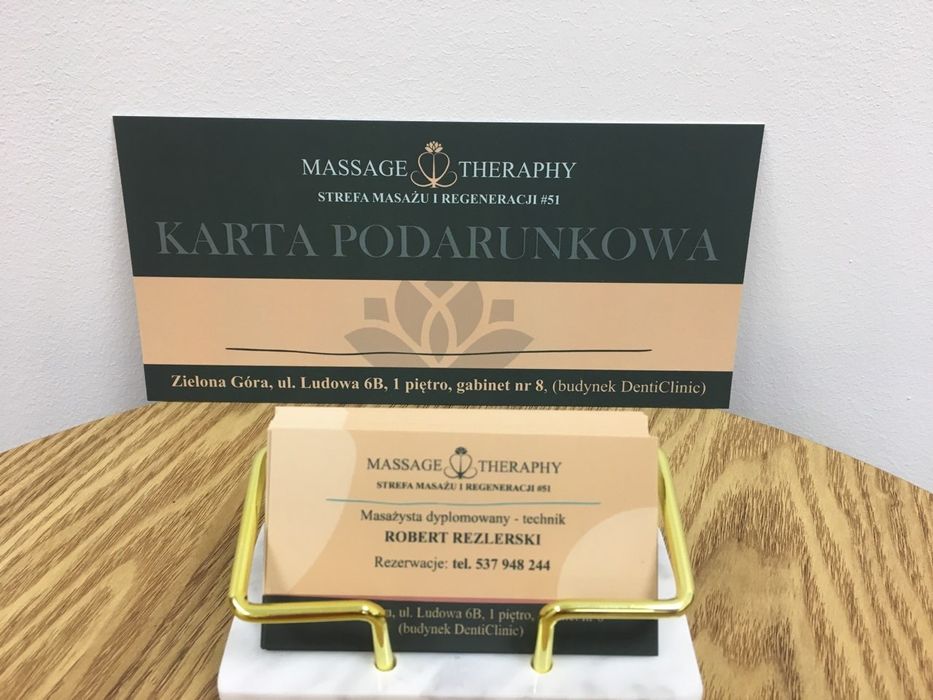 MASSAGE THERAPHY
STREFA MASAŻU I REGENERACJI #51
KARTA PODARUNKOWA
Zielona Góra, ul. Ludowa 6B, 1 piętro, gabinet nr 8, (budynek DentiClinic)
MASSAGE THERAPHY
STREFA MASAŻU I REGENERACJI #51
Masażysta dyplomowany - technik
ROBERT REZLERSKI
Rezerwacje: tel. 537 948 244
ul. Ludowa 6B, 1 piętro, nr 8
(budynek DentiClinic)